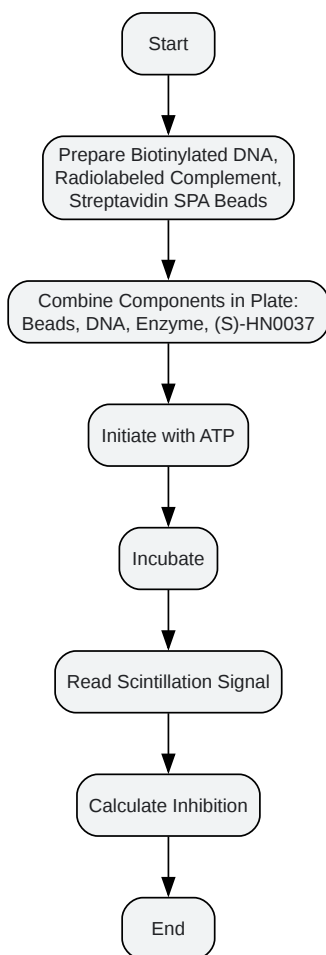 Start
Prepare Biotinylated DNA,
Radiolabeled Complement,
Streptavidin SPA Beads
Combine Components in Plate:
Beads, DNA, Enzyme, (S)-HN0037
Initiate with ATP
Incubate
Read Scintillation Signal
Calculate Inhibition
End